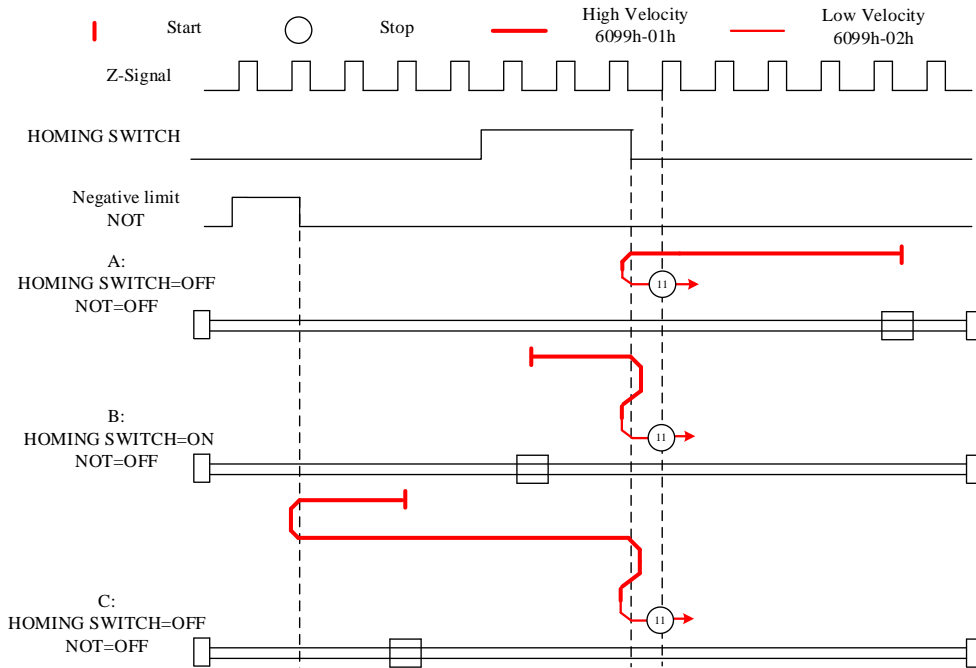 Start
Stop
High Velocity
6099h-01h
Low Velocity
6099h-02h
Z-Signal
HOMING SWITCH
Negative limit
NOT
A:
HOMING SWITCH=OFF
NOT=OFF
11
B:
HOMING SWITCH=ON
NOT=OFF
11
C:
HOMING SWITCH=OFF
NOT=OFF
11